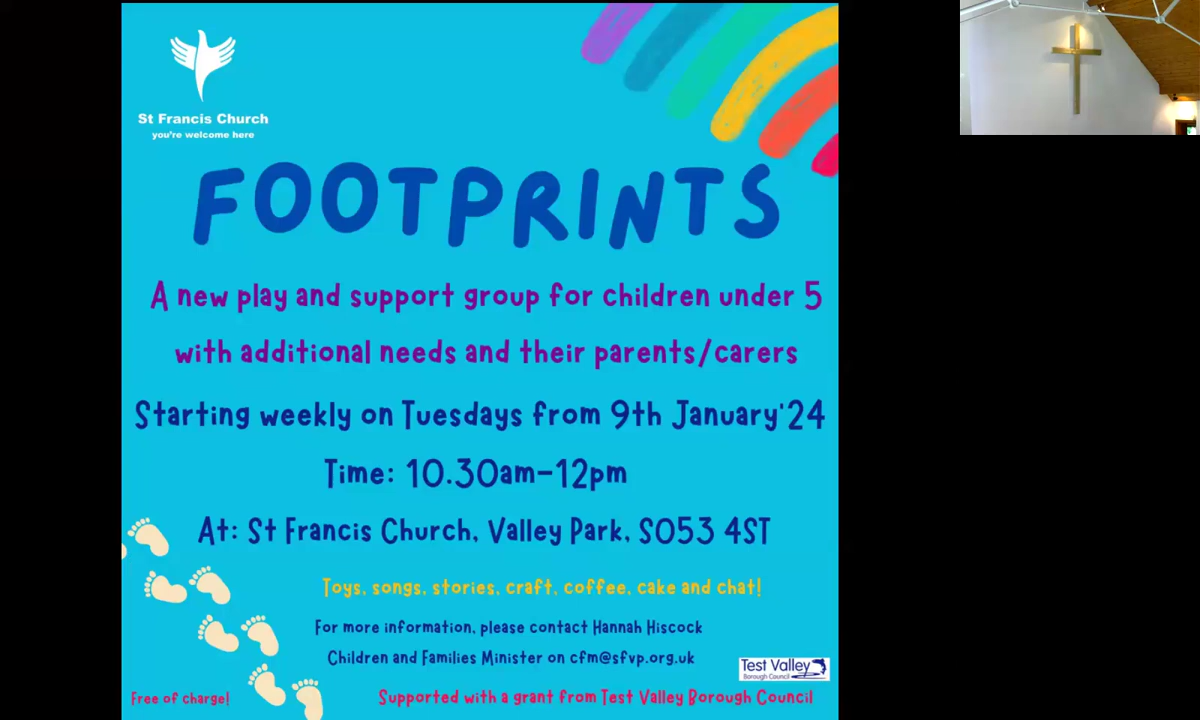 St Francis Church
you're welcome here
FOOTPRINTS
A new play and support group for children under 5
with additional needs and their parents/carers
Starting weekly on Tuesdays from 9th January'24
Time: 10.30am-12pm
At: St Francis Church, Valley Park, SO53 4ST
Toys, songs, stories, craft, coffee, cake and chat!
For more information, please contact Hannah Hiscock
Children and Families Minister on cfm@sfvp.org.uk
Test Valley
Borough Council
Free of charge!
Supported with a grant from Test Valley Borough Council